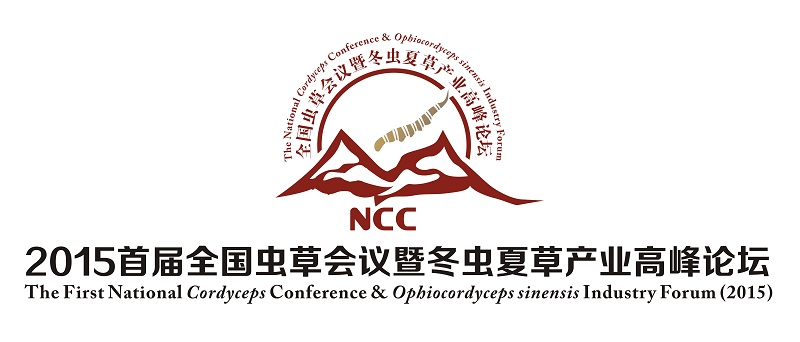 The National Cordyceps Conference & Ophiocordyceps sinensis Industry Forum
全国虫草会议暨冬虫夏草产业高峰论坛
NCC
2015首届全国虫草会议暨冬虫夏草产业高峰论坛
The First National Cordyceps Conference & Ophiocordyceps sinensis Industry Forum (2015)